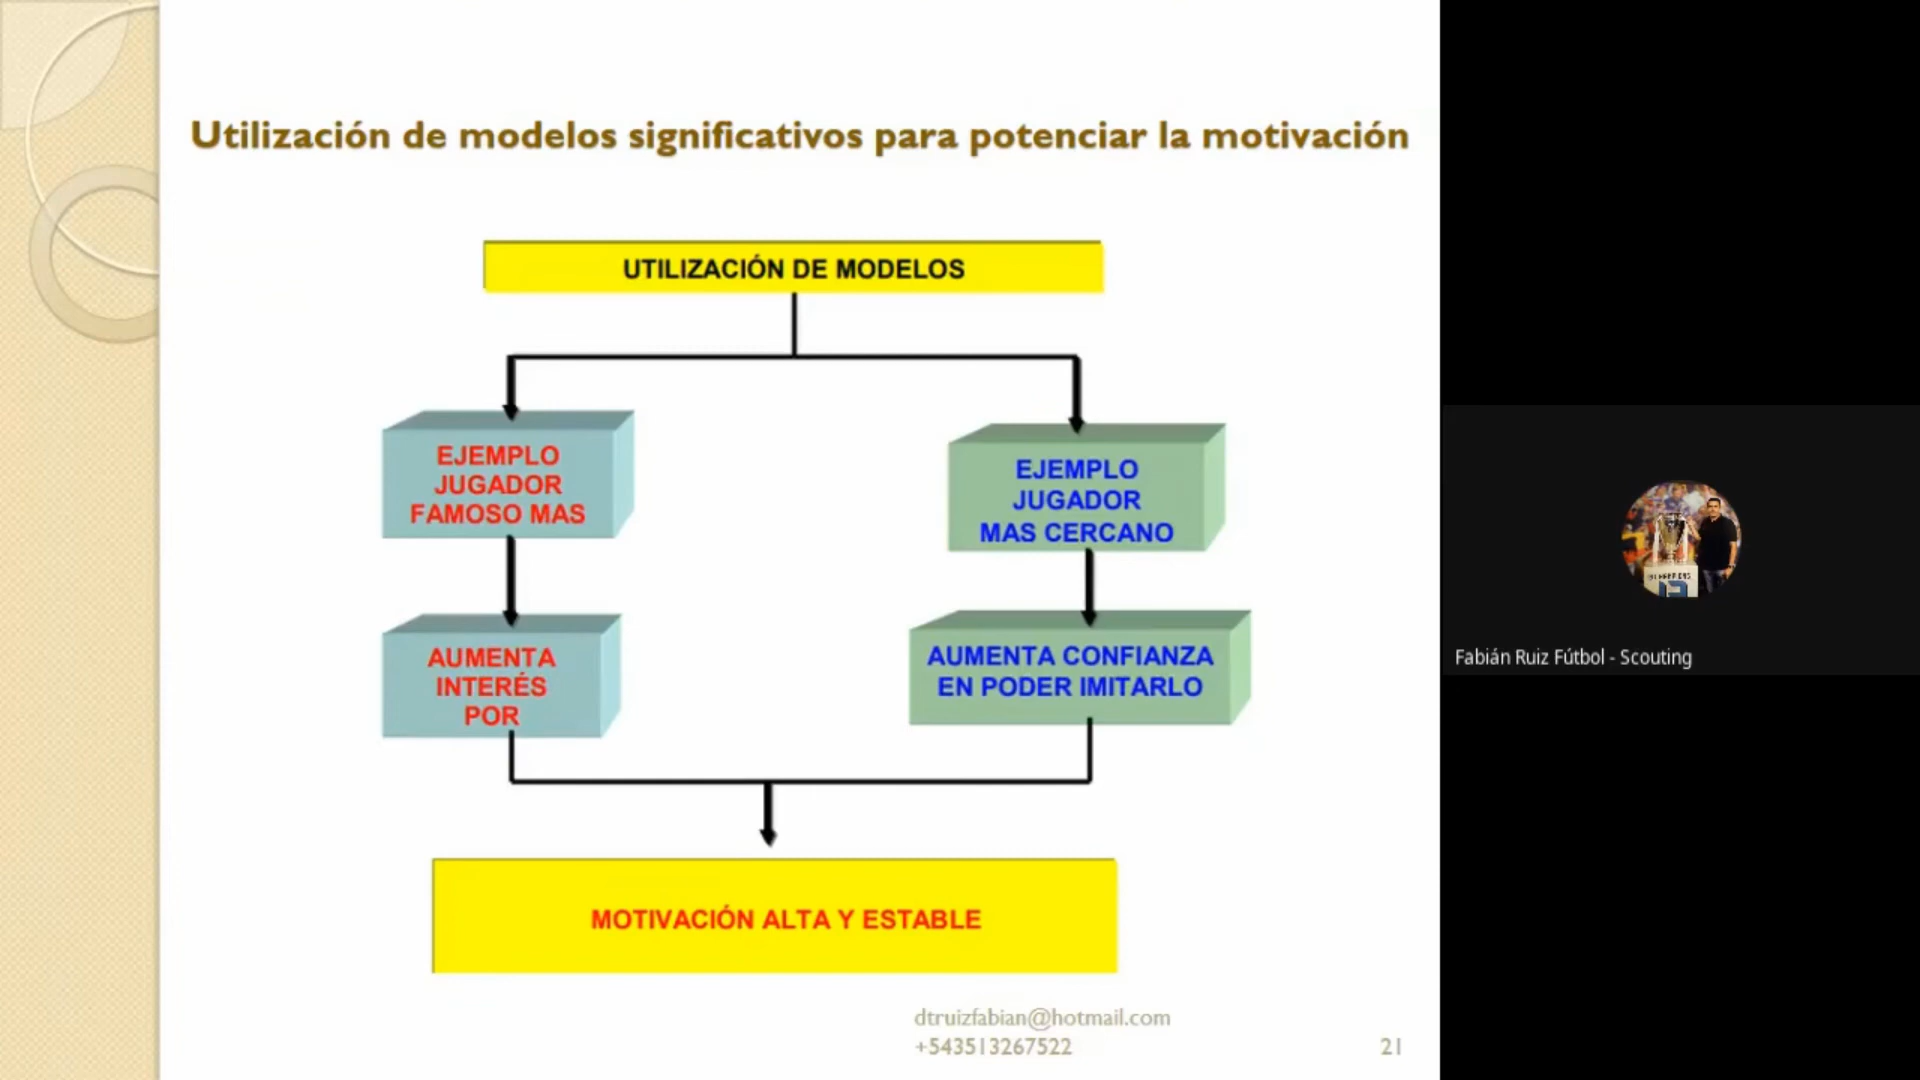 Utilización de modelos significativos para potenciar la motivación
UTILIZACIÓN DE MODELOS
EJEMPLO
JUGADOR
FAMOSO MAS
EJEMPLO
JUGADOR
MAS CERCANO
AUMENTA
INTERÉS
POR
AUMENTA CONFIANZA
EN PODER IMITARLO
MOTIVACIÓN ALTA Y ESTABLE
dtruizfabian@hotmail.com
+543513267522
21
Fabián Ruiz Fútbol - Scouting